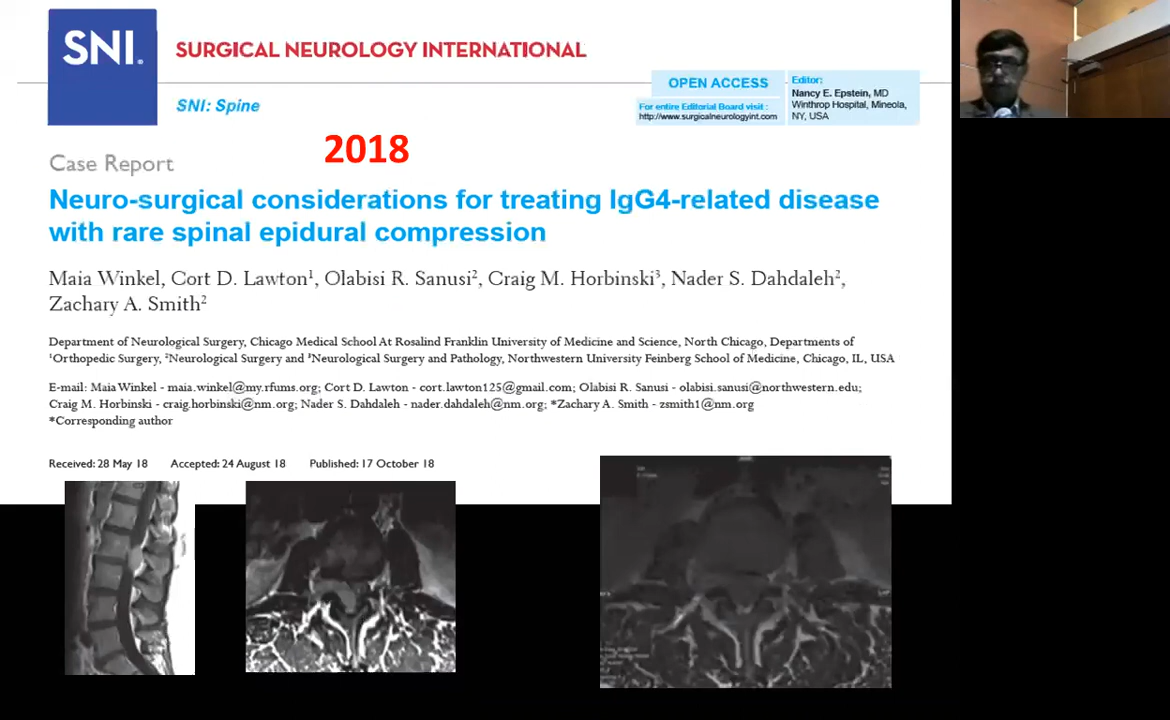 SNI.
SURGICAL NEUROLOGY INTERNATIONAL
SNI: Spine
OPEN ACCESS
For entire Editorial Board visit :
http://www.surgicalneurologyint.com
Editor:
Nancy E. Epstein, MD
Winthrop Hospital, Mineola,
NY, USA
2018
Case Report
Neuro-surgical considerations for treating IgG4-related disease
with rare spinal epidural compression
Maia Winkel, Cort D. Lawton¹, Olabisi R. Sanusi², Craig M. Horbinski³, Nader S. Dahdaleh²,
Zachary A. Smith²
Department of Neurological Surgery, Chicago Medical School At Rosalind Franklin University of Medicine and Science, North Chicago, Departments of
¹Orthopedic Surgery, ²Neurological Surgery and ³Neurological Surgery and Pathology, Northwestern University Feinberg School of Medicine, Chicago, IL, USA
E-mail: Maia Winkel - maia.winkel@my.rfums.org; Cort D. Lawton - cort.lawton125@gmail.com; Olabisi R. Sanusi - olabisi.sanusi@northwestern.edu;
Craig M. Horbinski - craig.horbinski@nm.org; Nader S. Dahdaleh - nader.dahdaleh@nm.org; *Zachary A. Smith - zsmith1@nm.org
*Corresponding author
Received: 28 May 18 Accepted: 24 August 18 Published: 17 October 18